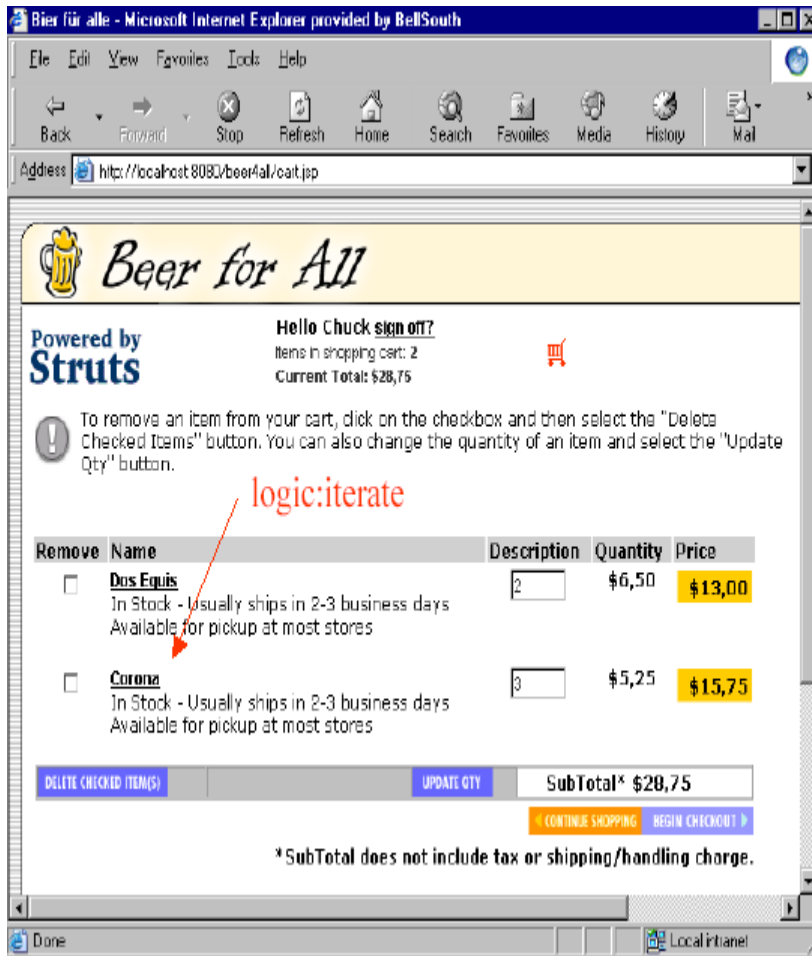 Bier für alle - Microsoft Internet Explorer provided by BellSouth
File Edit View Favorites Tools Help
Back Forward Stop Refresh Home Search Favorites Media History Mail
Address http://localhost:8080/beer4all/cart.jsp
Beer for All
Powered by
Struts
Hello Chuck sign off?
Items in shopping cart: 2
Current Total: $28,75
To remove an item from your cart, click on the checkbox and then select the "Delete
Checked Items" button. You can also change the quantity of an item and select the "Update
Qty" button.
logic:iterate
Remove Name Description Quantity Price
Dos Equis 2 $6,50 $13,00
In Stock - Usually ships in 2-3 business days
Available for pickup at most stores
Corona 3 $5,25 $15,75
In Stock - Usually ships in 2-3 business days
Available for pickup at most stores
DELETE CHECKED ITEM(S) UPDATE QTY SubTotal* $28,75
CONTINUE SHOPPING BEGIN CHECKOUT
*SubTotal does not include tax or shipping/handling charge.
Done Local intranet